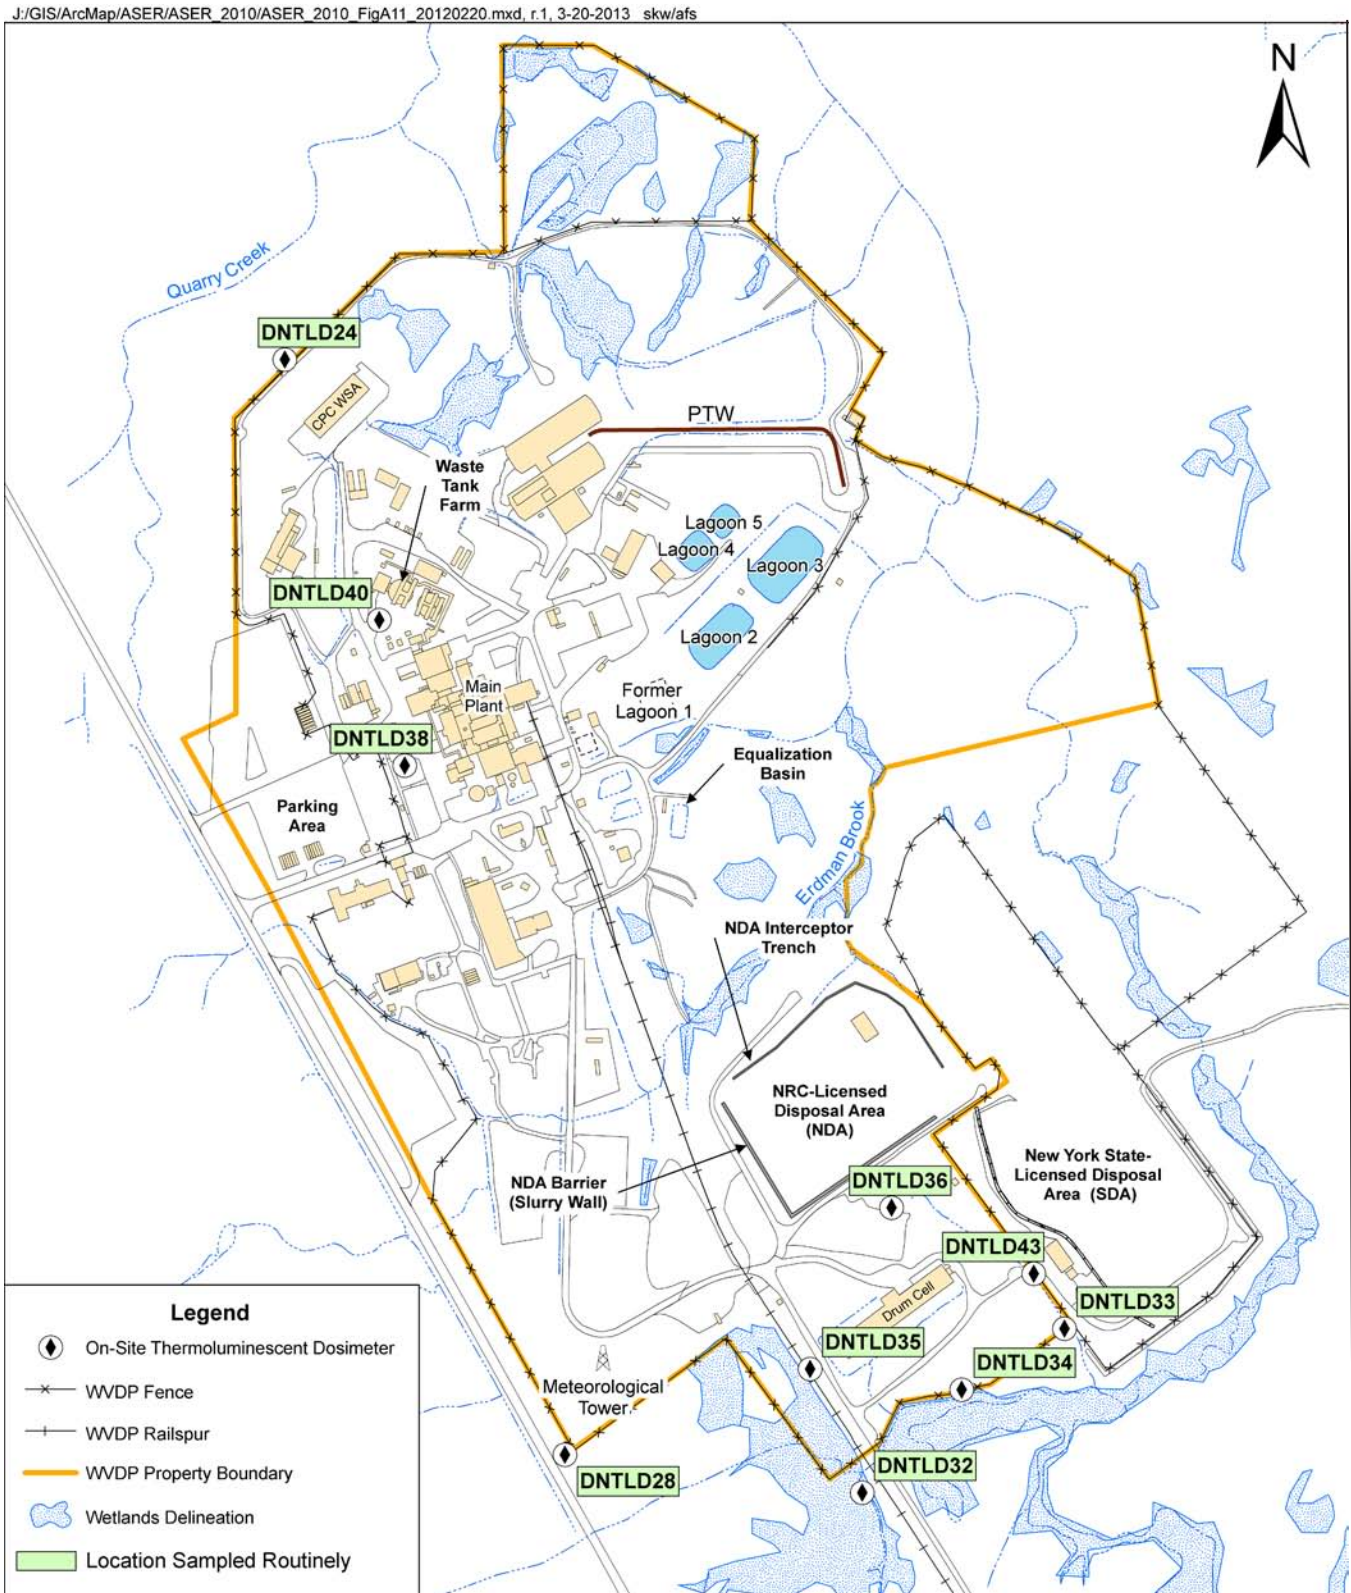 J:/GIS/ArcMap/ASER/ASER_2010/ASER_2010_FigA11_20120220.mxd, r.1, 3-20-2013 skw/afs
N
Quarry Creek
DNTLD24
CPC WSA
PTW
Waste
Tank
Farm
Lagoon 5
Lagoon 4
Lagoon 3
DNTLD40
Lagoon 2
Main
Plant
Former
Lagoon 1
DNTLD38
Equalization
Basin
Parking
Area
Erdman Brook
NDA Interceptor
Trench
NRC-Licensed
Disposal Area
(NDA)
New York State-
Licensed Disposal
Area (SDA)
NDA Barrier
(Slurry Wall)
DNTLD36
DNTLD43
Drum Cell
DNTLD33
DNTLD35
DNTLD34
Meteorological
Tower
DNTLD32
DNTLD28
Legend
On-Site Thermoluminescent Dosimeter
WVDP Fence
WVDP Railspur
WVDP Property Boundary
Wetlands Delineation
Location Sampled Routinely